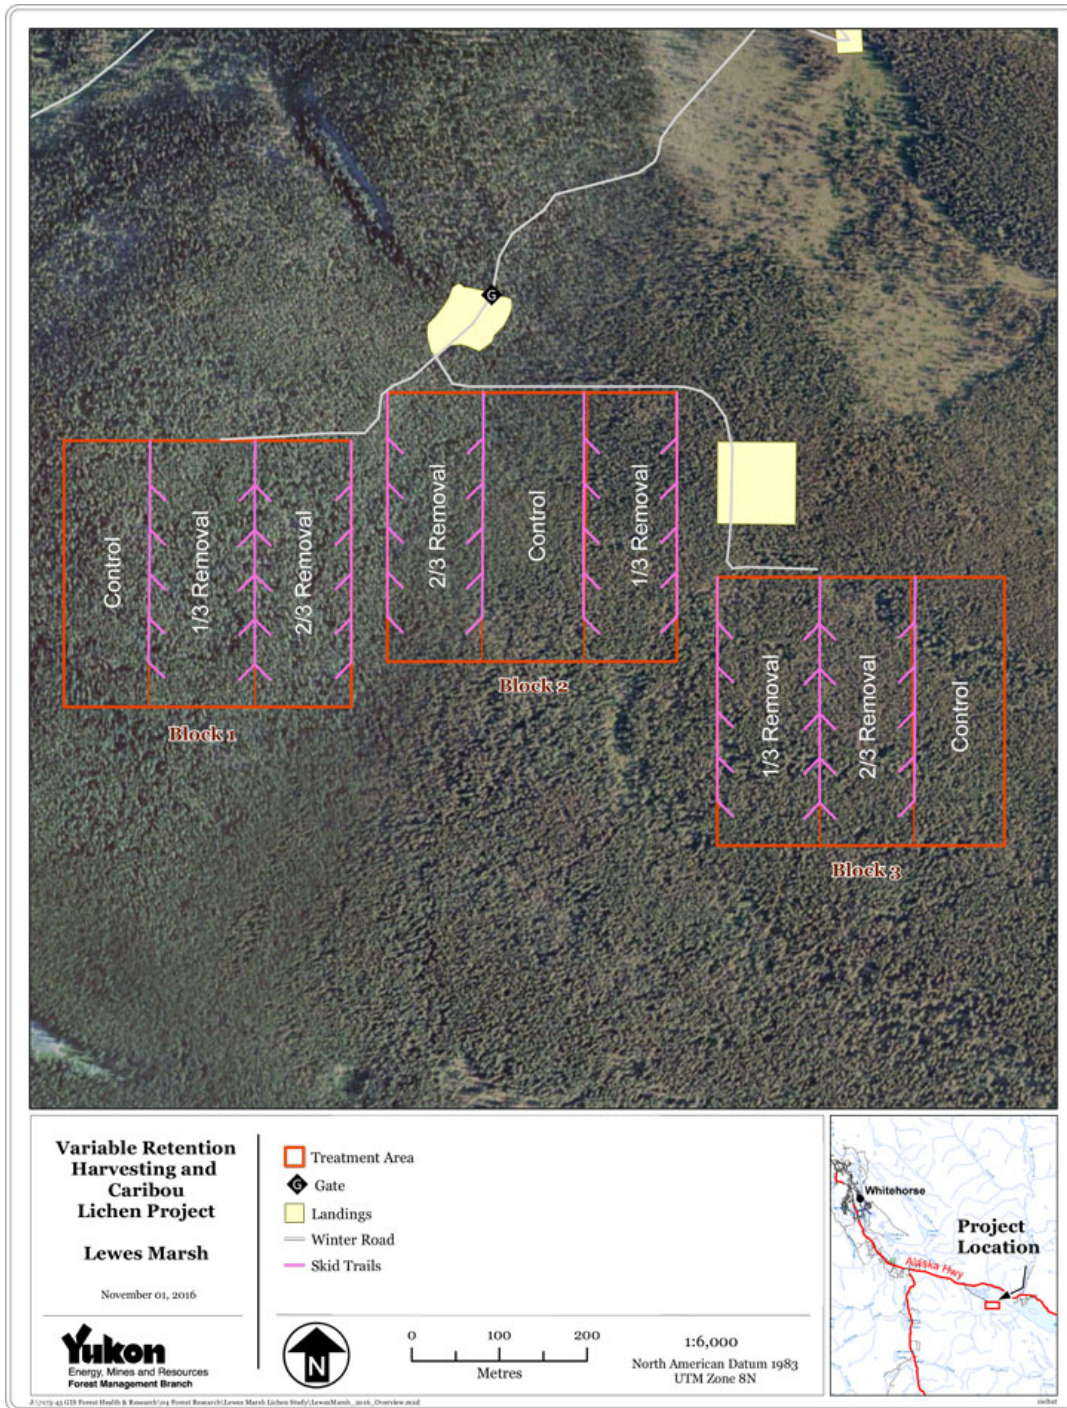 G
Control
1/3 Removal
2/3 Removal
Block 1
2/3 Removal
Control
1/3 Removal
Block 2
1/3 Removal
2/3 Removal
Control
Block 3
Variable Retention
Harvesting and
Caribou
Lichen Project
Lewes Marsh
November 01, 2016
Yukon
Energy, Mines and Resources
Forest Management Branch
Treatment Area
G Gate
Landings
Winter Road
Skid Trails
N
0 100 200
Metres
1:6,000
North American Datum 1983
UTM Zone 8N
Whitehorse
Alaska Hwy
Project
Location